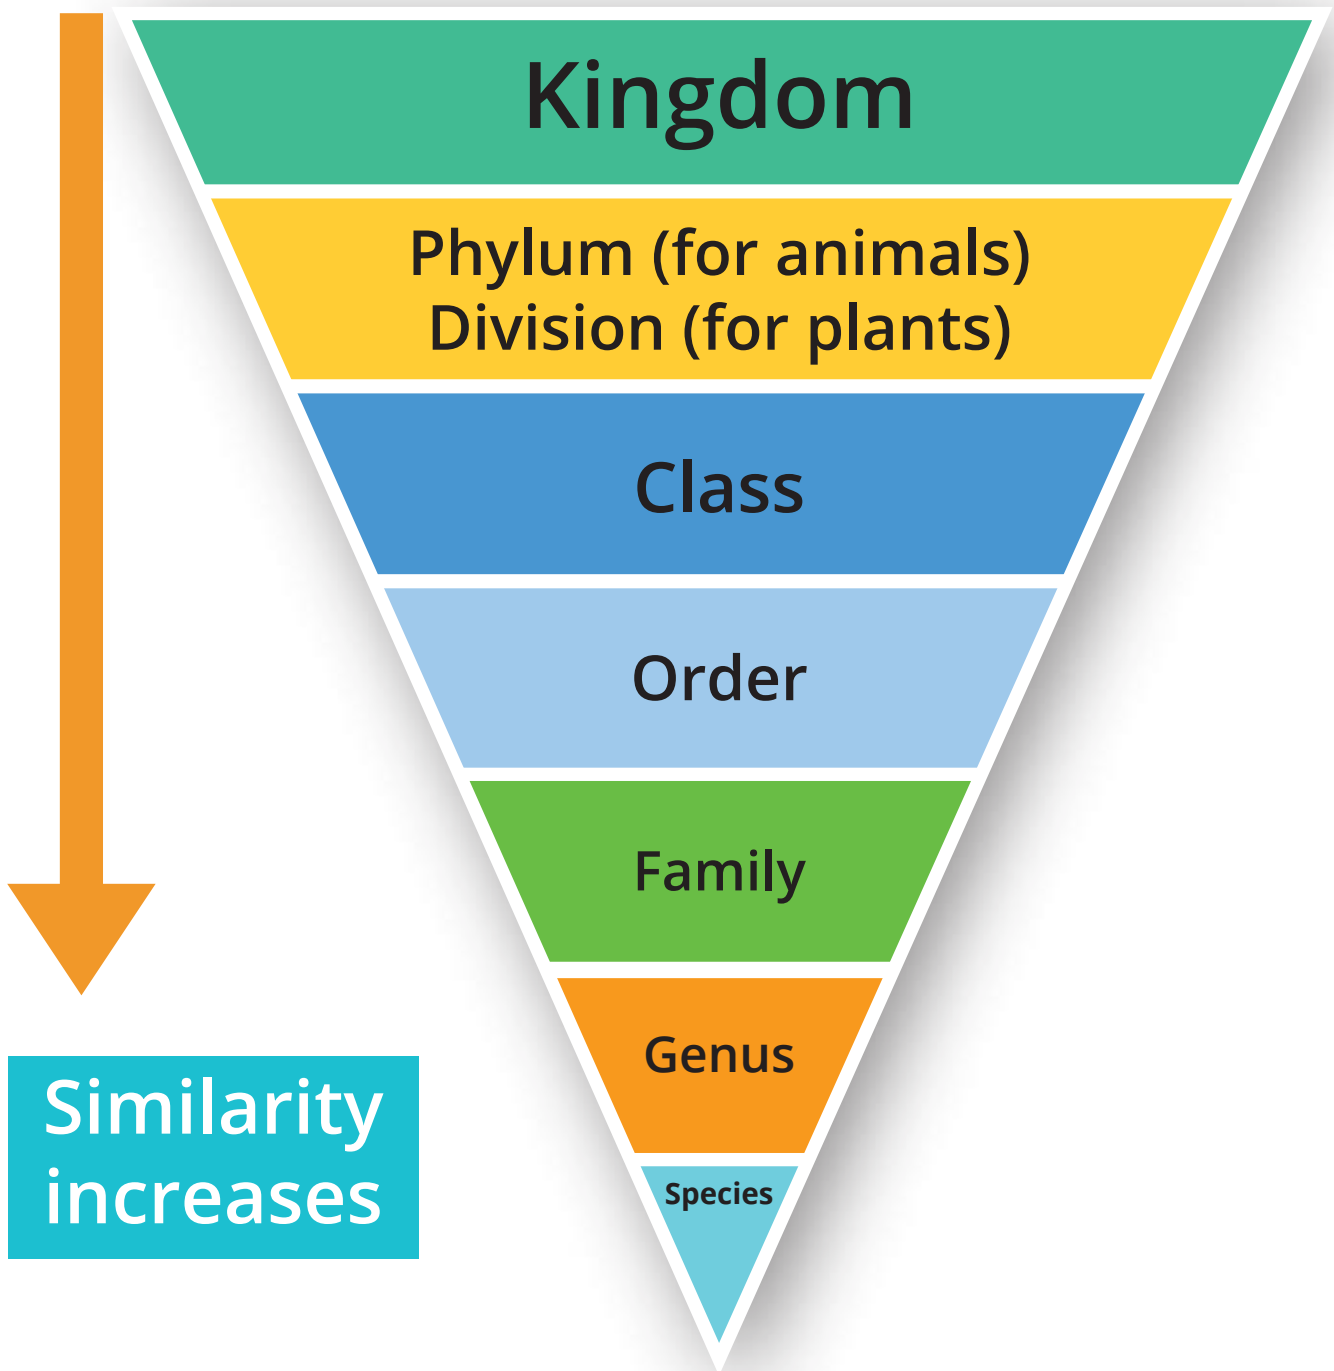 Kingdom
Phylum (for animals)
Division (for plants)
Class
Order
Family
Genus
Species
Similarity
increases